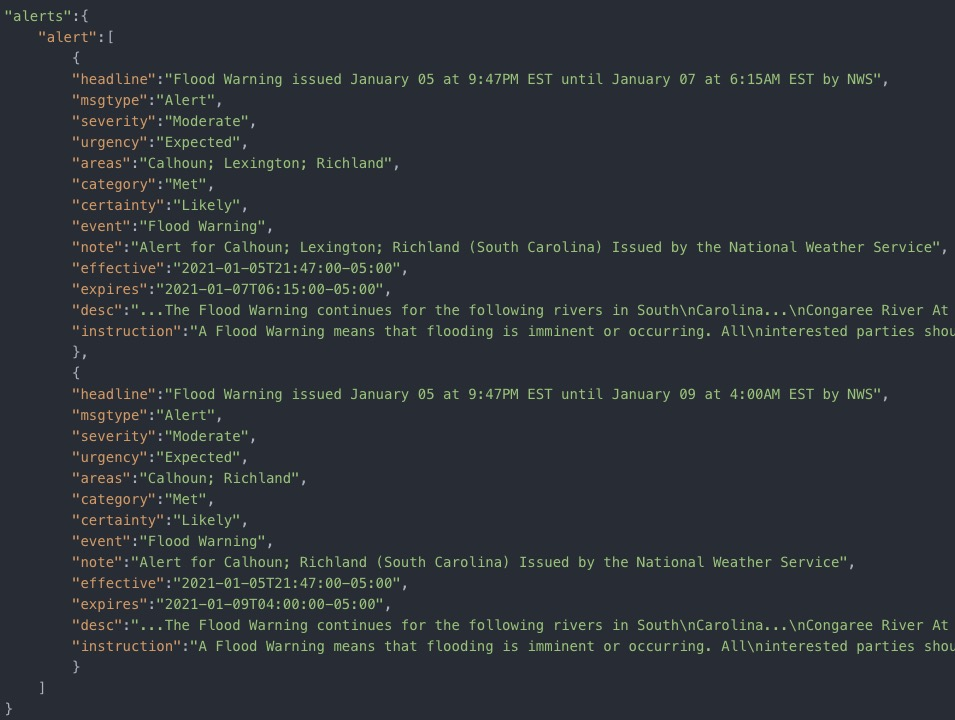 "alerts":{
"alert":[
{
"headline":"Flood Warning issued January 05 at 9:47PM EST until January 07 at 6:15AM EST by NWS",
"msgtype":"Alert",
"severity":"Moderate",
"urgency":"Expected",
"areas":"Calhoun; Lexington; Richland",
"category":"Met",
"certainty":"Likely",
"event":"Flood Warning",
"note":"Alert for Calhoun; Lexington; Richland (South Carolina) Issued by the National Weather Service",
"effective":"2021-01-05T21:47:00-05:00",
"expires":"2021-01-07T06:15:00-05:00",
"desc":"...The Flood Warning continues for the following rivers in South\nCarolina...\nCongaree River At
"instruction":"A Flood Warning means that flooding is imminent or occurring. All\ninterested parties shou
},
{
"headline":"Flood Warning issued January 05 at 9:47PM EST until January 09 at 4:00AM EST by NWS",
"msgtype":"Alert",
"severity":"Moderate",
"urgency":"Expected",
"areas":"Calhoun; Richland",
"category":"Met",
"certainty":"Likely",
"event":"Flood Warning",
"note":"Alert for Calhoun; Richland (South Carolina) Issued by the National Weather Service",
"effective":"2021-01-05T21:47:00-05:00",
"expires":"2021-01-09T04:00:00-05:00",
"desc":"...The Flood Warning continues for the following rivers in South\nCarolina...\nCongaree River At
"instruction":"A Flood Warning means that flooding is imminent or occurring. All\ninterested parties shou
}
]
}